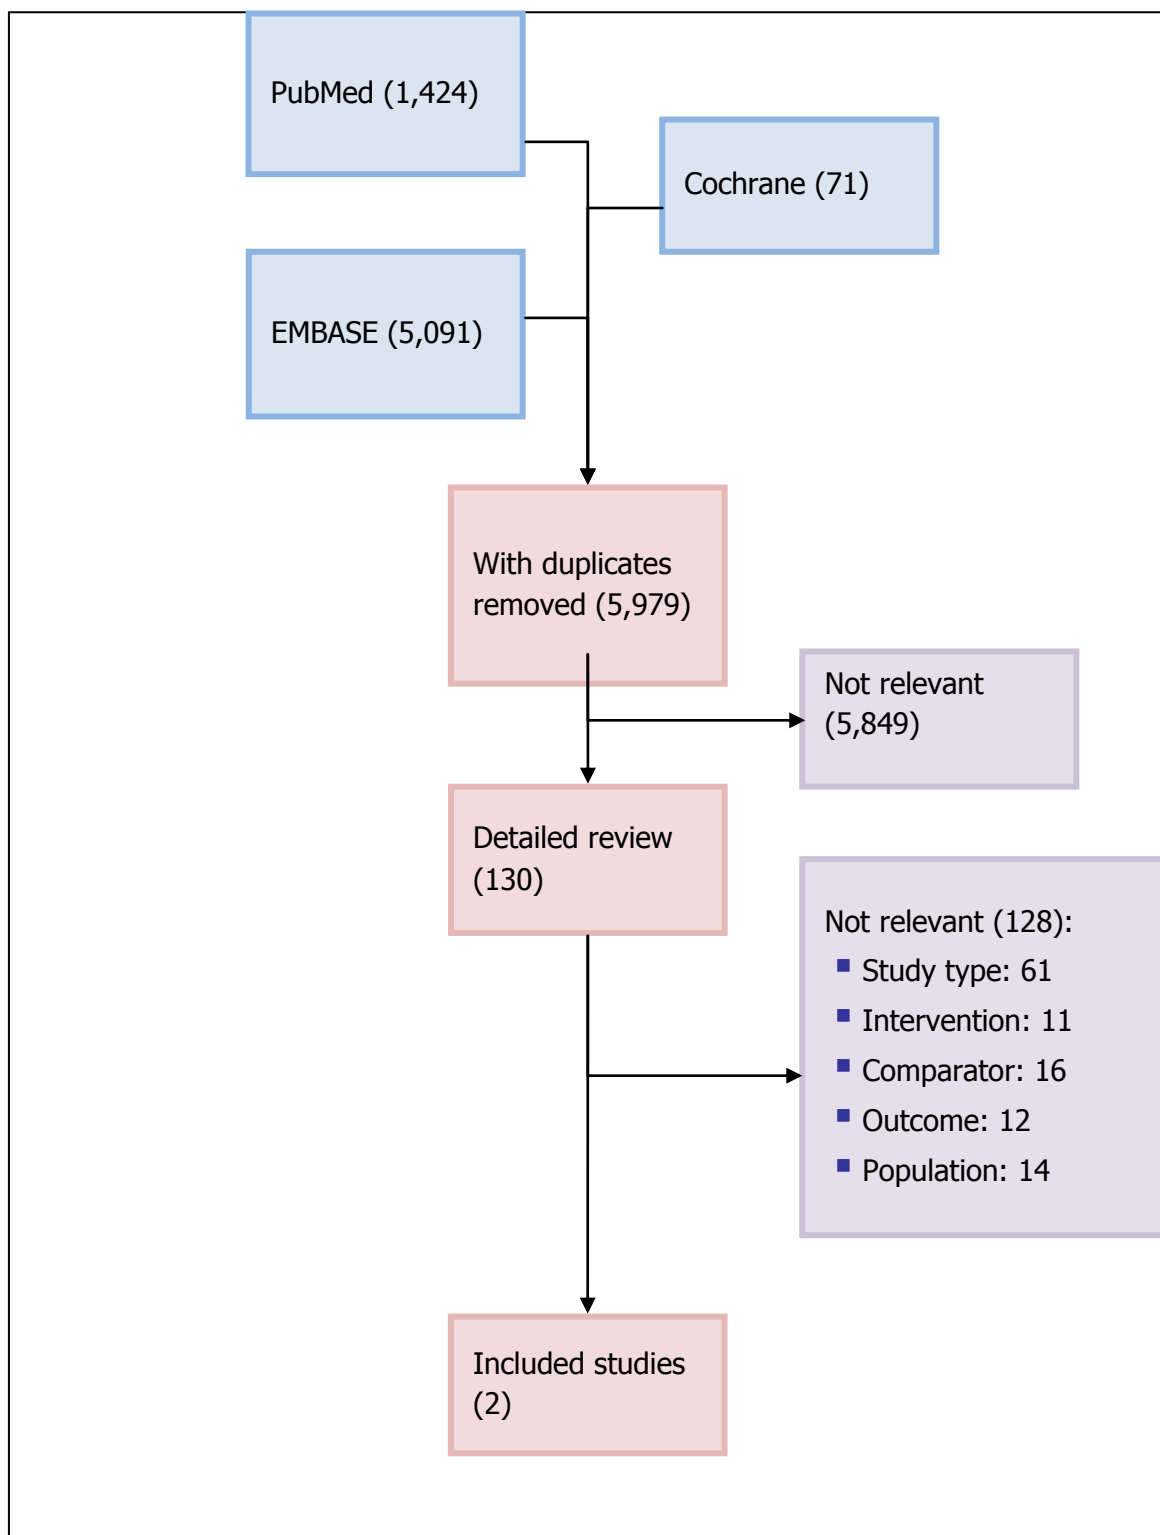 PubMed (1,424)
Cochrane (71)
EMBASE (5,091)
With duplicates
removed (5,979)
Not relevant
(5,849)
Detailed review
(130)
Not relevant (128):
▪ Study type: 61
▪ Intervention: 11
▪ Comparator: 16
▪ Outcome: 12
▪ Population: 14
Included studies
(2)